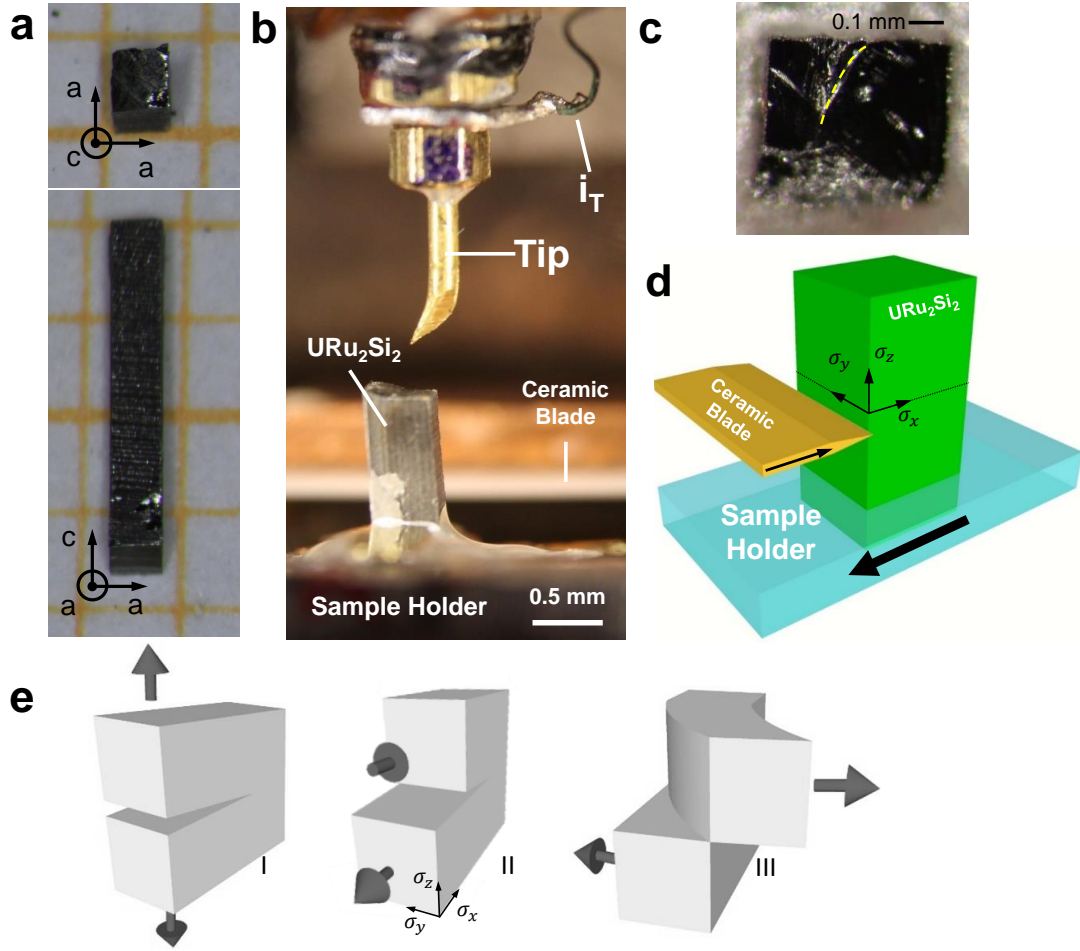 a
a
c
a
c
a
a
b
i_T
Tip
URu₂Si₂
Ceramic
Blade
Sample Holder
0.5 mm
c
0.1 mm
d
URu₂Si₂
σ_y
σ_z
σ_x
Ceramic
Blade
Sample
Holder
e
I
II
σ_z
σ_x
σ_y
III